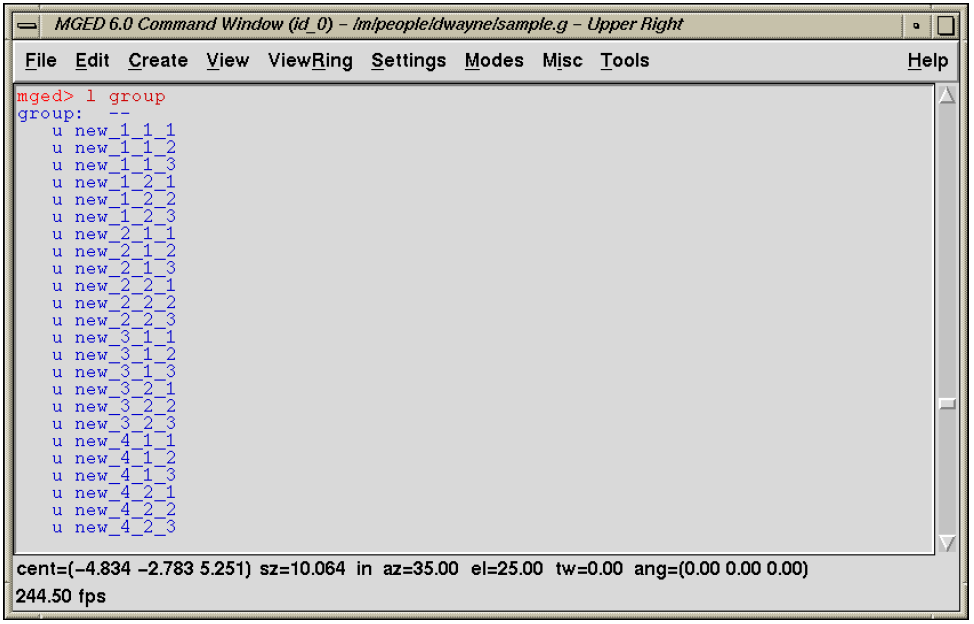 MGED 6.0 Command Window (id_0) – /m/people/dwayne/sample.g – Upper Right
File Edit Create View ViewRing Settings Modes Misc Tools Help
mged> l group
group:  --
u new_1_1_1
u new_1_1_2
u new_1_1_3
u new_1_2_1
u new_1_2_2
u new_1_2_3
u new_2_1_1
u new_2_1_2
u new_2_1_3
u new_2_2_1
u new_2_2_2
u new_2_2_3
u new_3_1_1
u new_3_1_2
u new_3_1_3
u new_3_2_1
u new_3_2_2
u new_3_2_3
u new_4_1_1
u new_4_1_2
u new_4_1_3
u new_4_2_1
u new_4_2_2
u new_4_2_3
cent=(−4.834 −2.783 5.251) sz=10.064 in az=35.00 el=25.00 tw=0.00 ang=(0.00 0.00 0.00)
244.50 fps